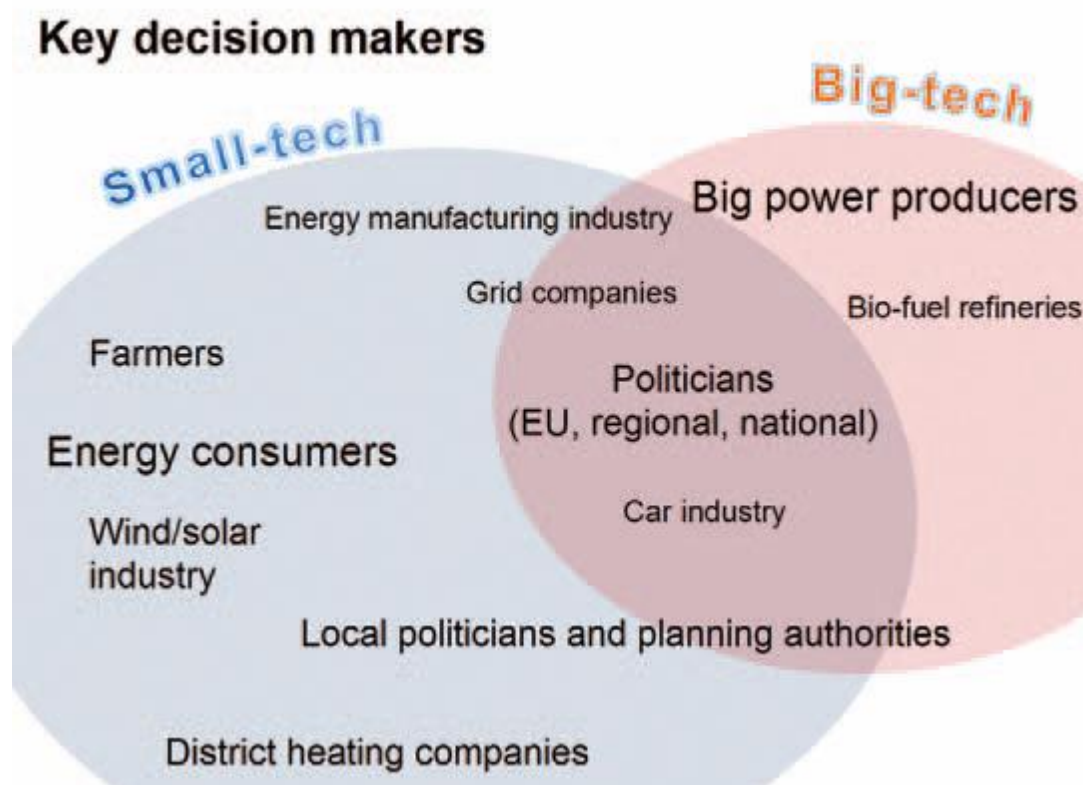 Key decision makers
Big-tech
Small-tech
Big power producers
Energy manufacturing industry
Grid companies
Bio-fuel refineries
Farmers
Politicians
(EU, regional, national)
Energy consumers
Car industry
Wind/solar
industry
Local politicians and planning authorities
District heating companies